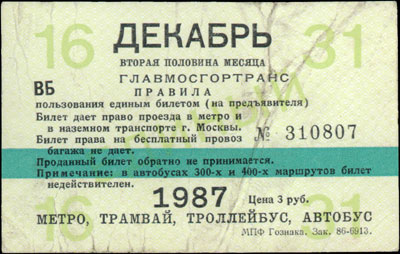 16 ДЕКАБРЬ 31
ВТОРАЯ ПОЛОВИНА МЕСЯЦА
ГЛАВМОСГОРТРАНС
ВБ ПРАВИЛА
пользования единым билетом (на предъявителя)
Билет дает право проезда в метро и
в наземном транспорте г. Москвы.
Билет права на бесплатный провоз
багажа не дает.
№ 310807
Проданный билет обратно не принимается.
Примечание: в автобусах 300-х и 400-х маршрутов билет
недействителен.
16 1987 Цена 3 руб. 31
МЕТРО, ТРАМВАЙ, ТРОЛЛЕЙБУС, АВТОБУС
МПФ Гознака. Зак. 86-6913.